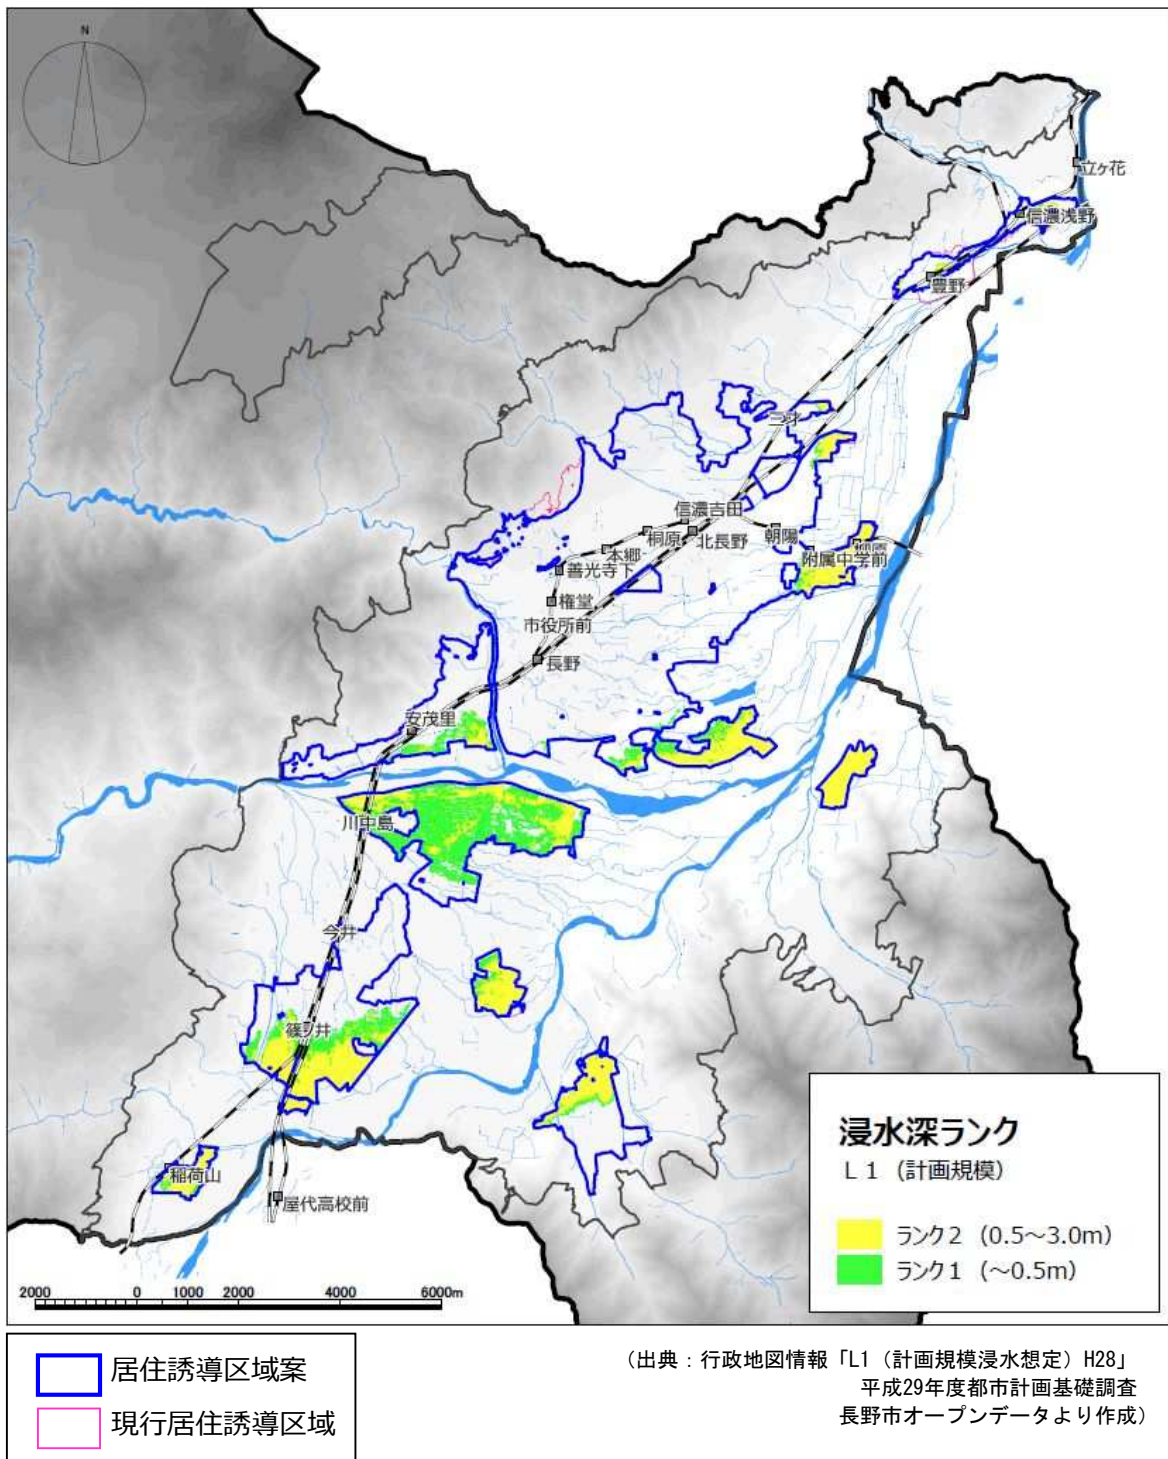 N
立ヶ花
信濃浅野
豊野
三才
信濃吉田
朝陽
桐原
北長野
本郷
附属中学前
善光寺下
権堂
市役所前
長野
安茂里
川中島
今井
篠ノ井
稲荷山
屋代高校前
浸水深ランク
L1（計画規模）
ランク2（0.5～3.0m）
ランク1（～0.5m）
2000 0 1000 2000 4000 6000m
居住誘導区域案
現行居住誘導区域
（出典：行政地図情報「L1（計画規模浸水想定）H28」
平成29年度都市計画基礎調査
長野市オープンデータより作成）